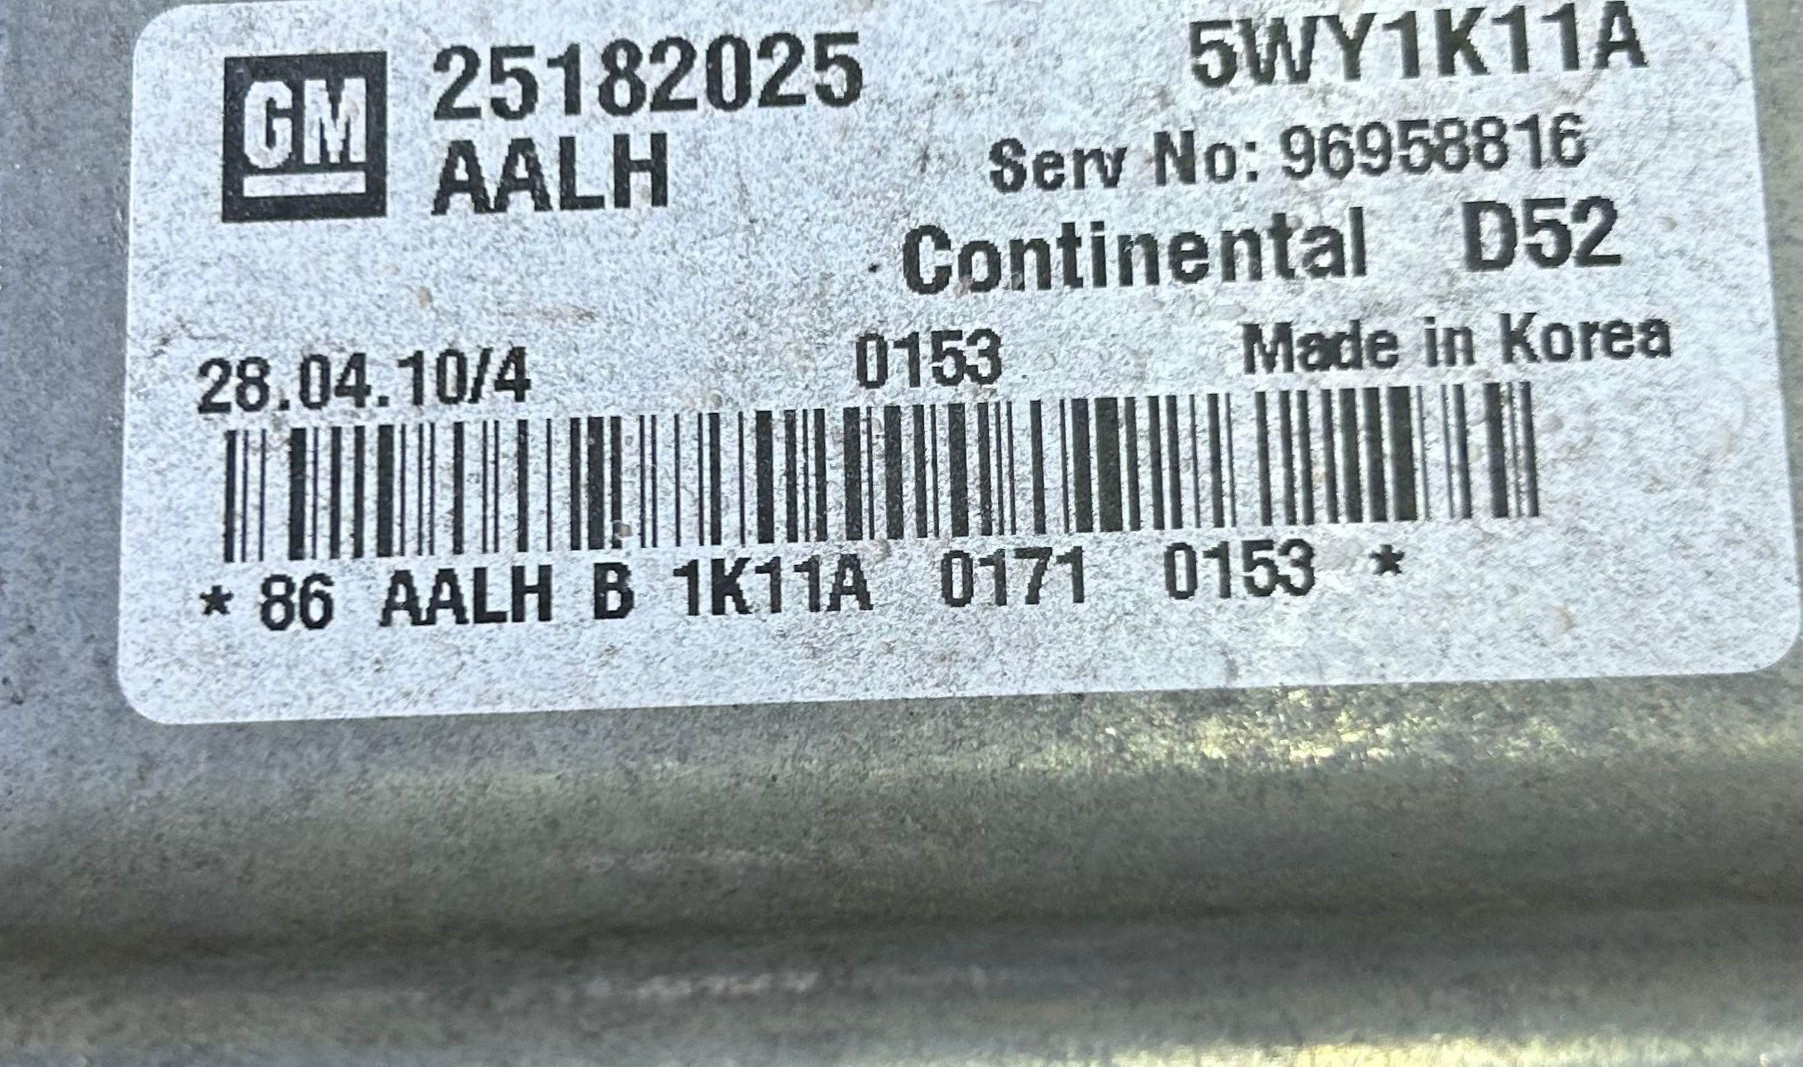 GM 25182025 5WY1K11A
AALH Serv No: 96958816
Continental D52
28.04.10/4 0153 Made in Korea
* 86 AALH B 1K11A 0171 0153 *